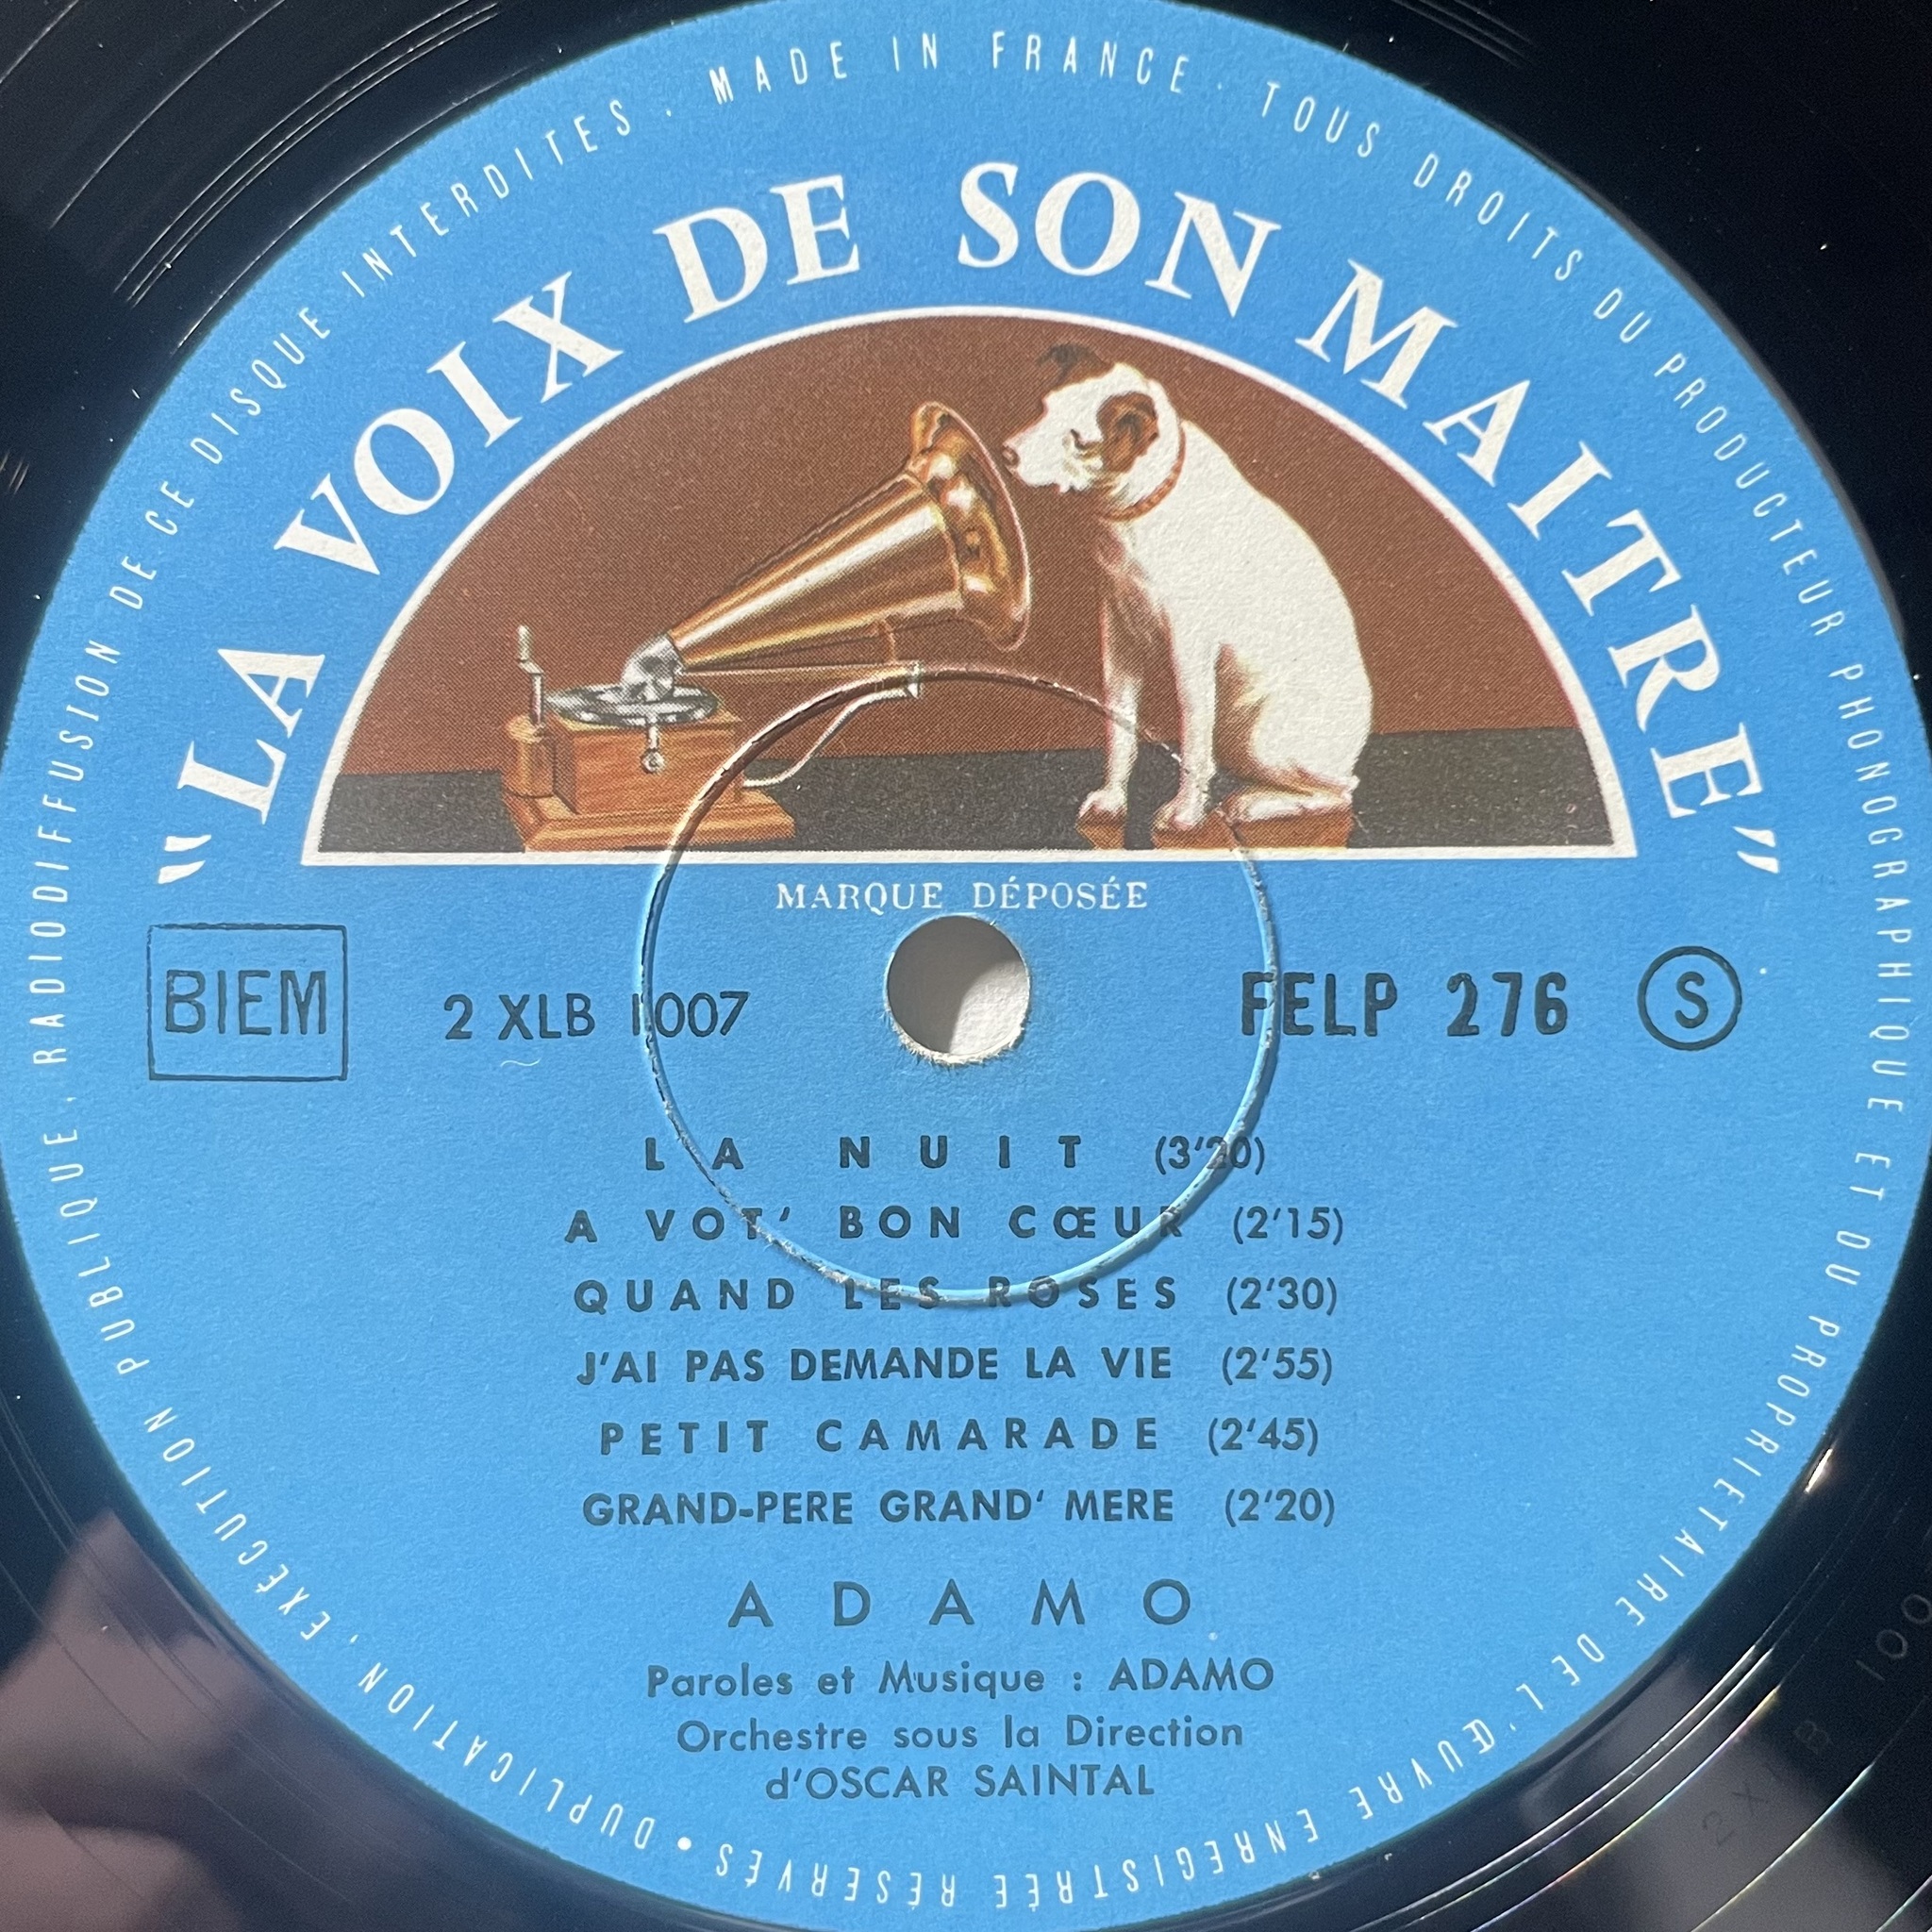 MADE IN FRANCE . TOUS DROITS DU PRODUCTEUR PHONOGRAPHIQUE ET DU PROPRIETAIRE DE L'ŒUVRE ENREGISTRÉE RÉSERVÉS • DUPLICATION, EXÉCUTION PUBLIQUE, RADIODIFFUSION DE CE DISQUE INTERDITES .
"LA VOIX DE SON MAITRE"
MARQUE DÉPOSÉE
BIEM 2 XLB 1007 FELP 276 S
LA NUIT (3'20)
A VOT' BON CŒUR (2'15)
QUAND LES ROSES (2'30)
J'AI PAS DEMANDE LA VIE (2'55)
PETIT CAMARADE (2'45)
GRAND-PERE GRAND' MERE (2'20)
ADAMO
Paroles et Musique : ADAMO
Orchestre sous la Direction
d'OSCAR SAINTAL